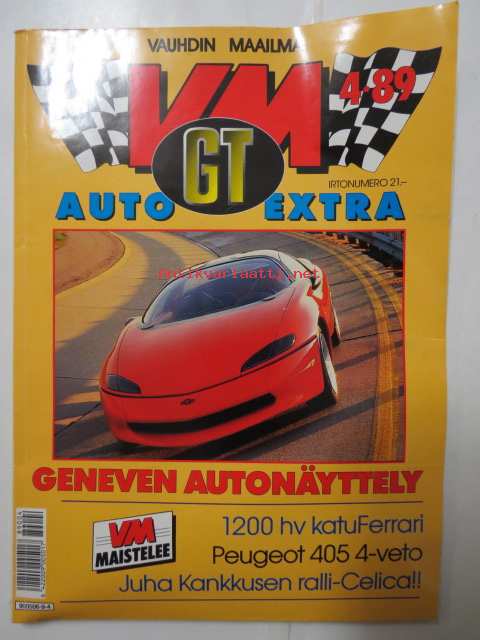 VAUHDIN MAAILMA
VM
4·89
GT
IRTONUMERO 21,–
AUTO EXTRA
antikvariaatti.net
GENEVEN AUTONÄYTTELY
VM
MAISTELEE
1200 hv katuFerrari
Peugeot 405 4-veto
Juha Kankkusen ralli-Celica!!